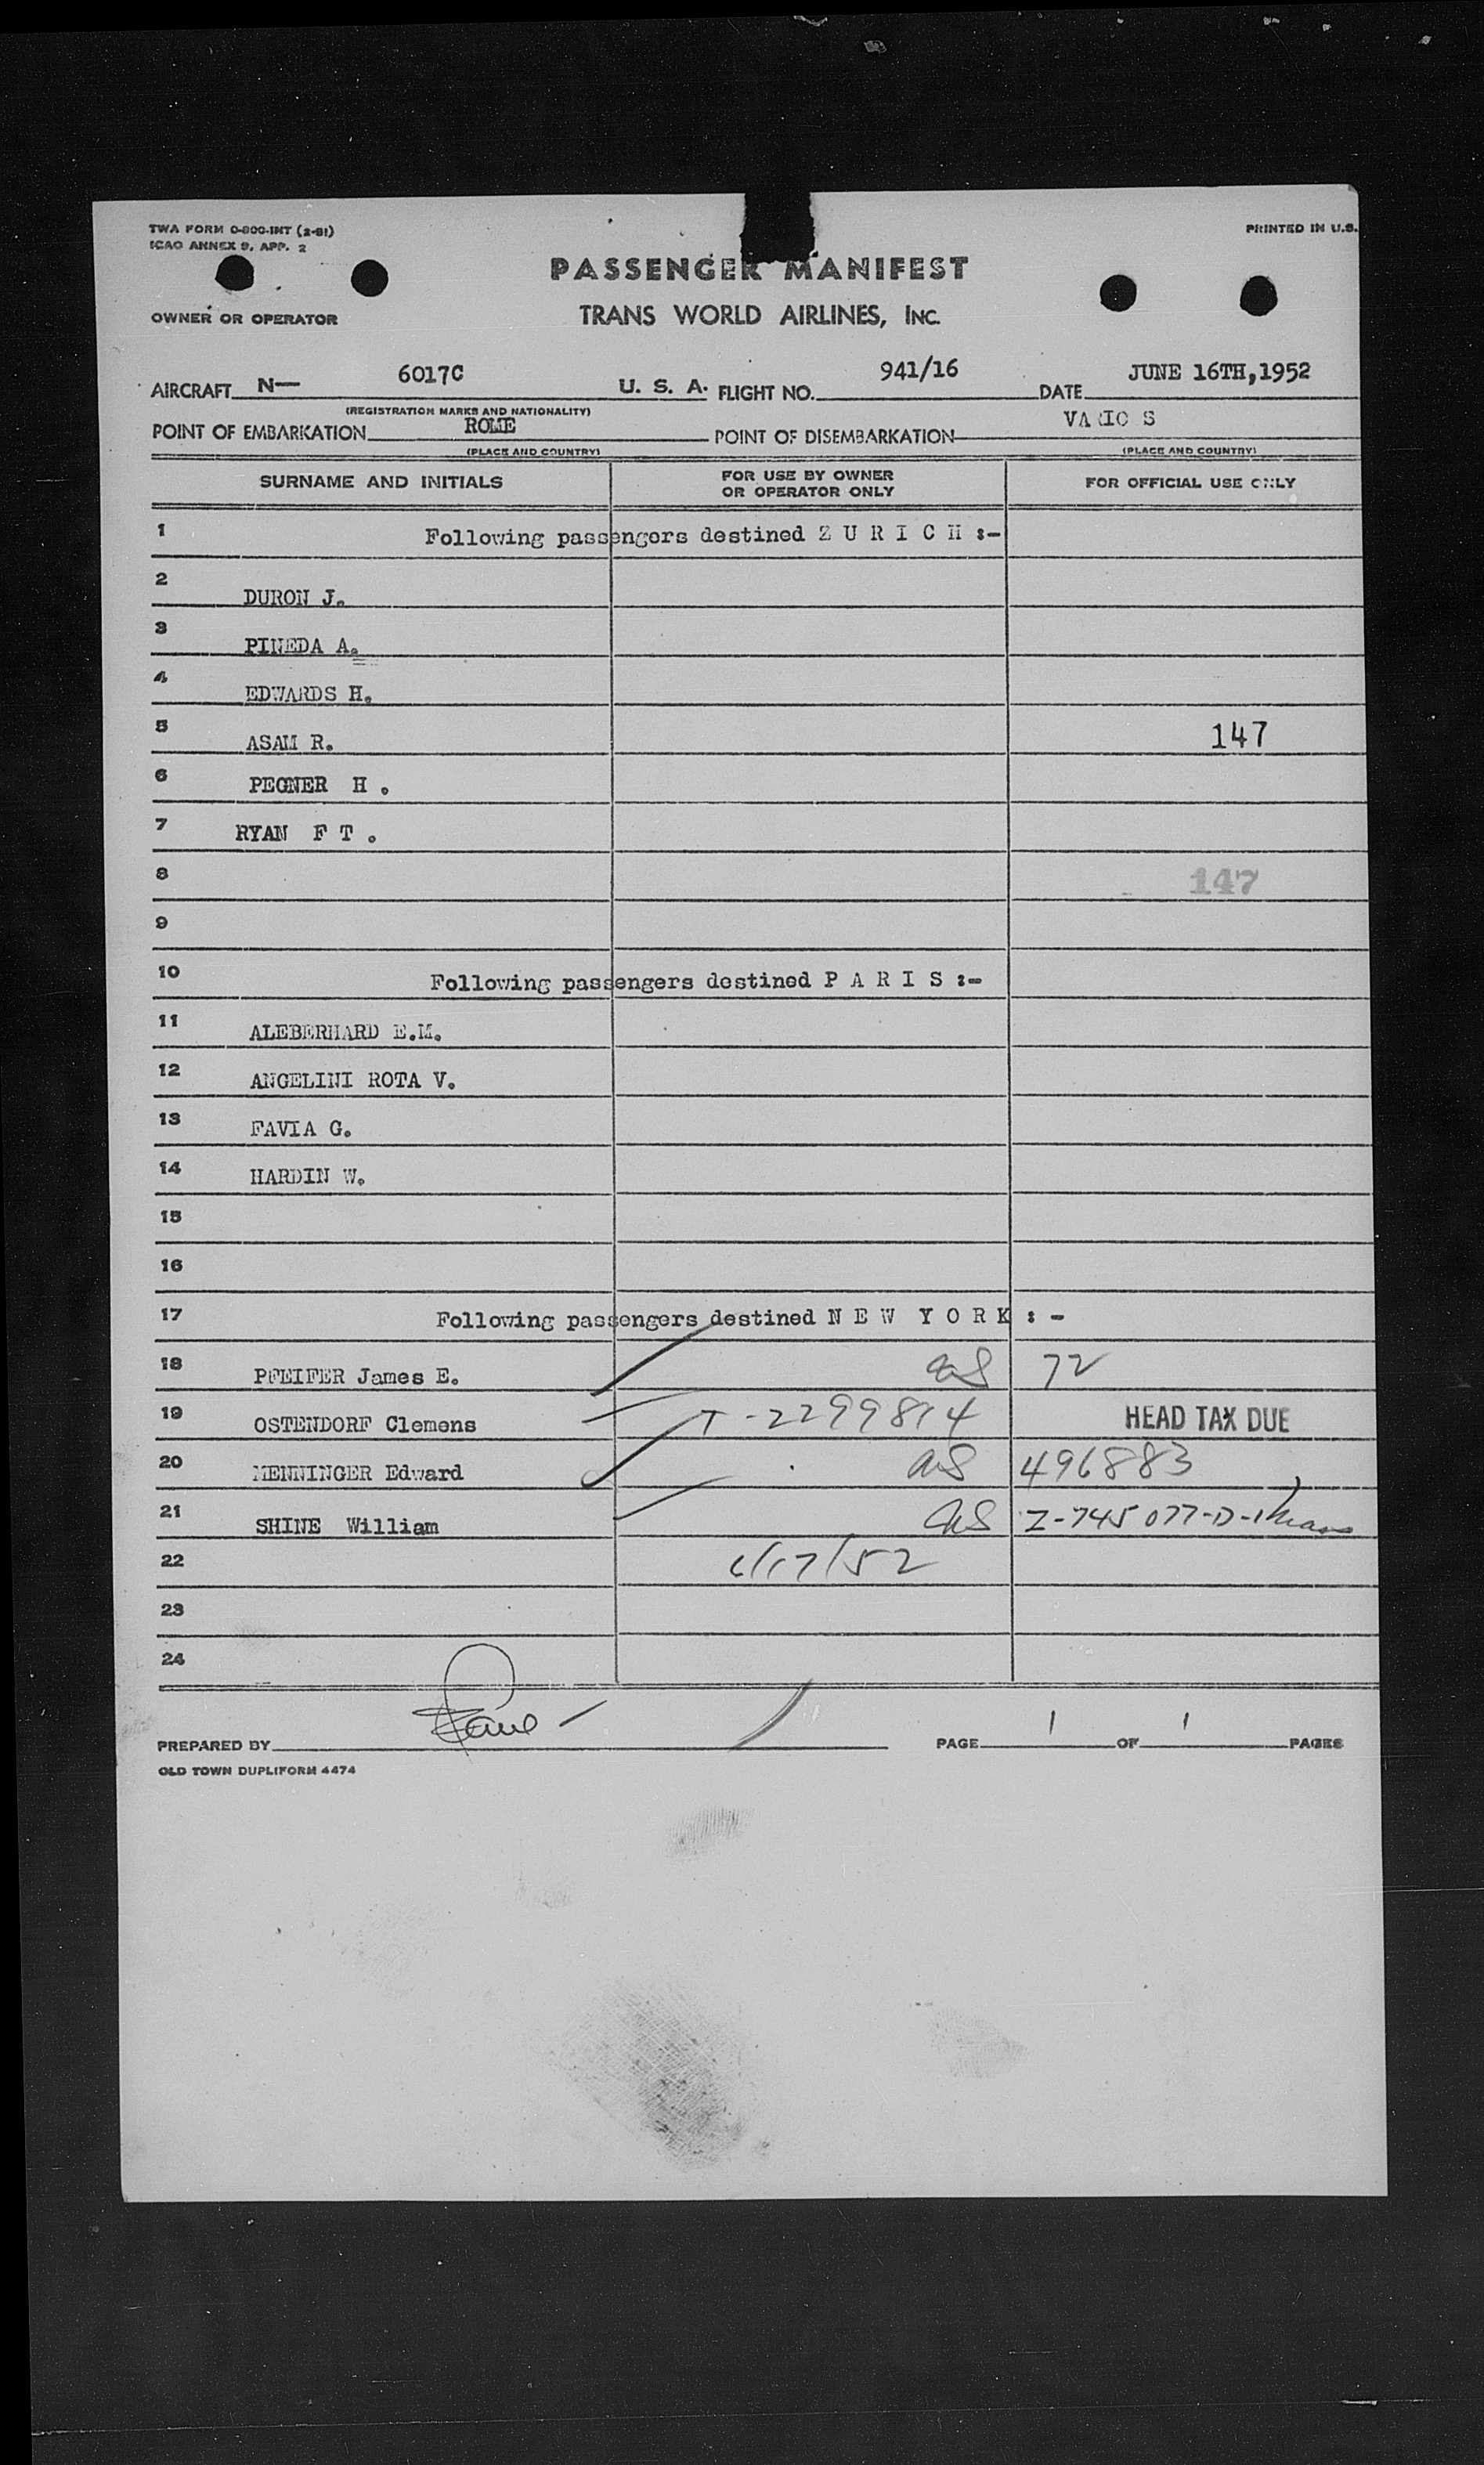 TWA FORM 0-800-INT (2-51)
ICAO ANNEX 9, APP. 2
PRINTED IN U.S.
PASSENGER MANIFEST
OWNER OR OPERATOR
TRANS WORLD AIRLINES, INC.
AIRCRAFT N— 6017C U. S. A. FLIGHT NO. 941/16 DATE JUNE 16TH,1952
(REGISTRATION MARKS AND NATIONALITY)
POINT OF EMBARKATION ROME POINT OF DISEMBARKATION
(PLACE AND COUNTRY) (PLACE AND COUNTRY)
SURNAME AND INITIALS FOR USE BY OWNER OR OPERATOR ONLY FOR OFFICIAL USE ONLY
1 Following passengers destined Z U R I C H :-
2 DURON J.
3 PINEDA A.
4 EDWARDS H.
5 ASAM R. 147
6 PEGNER H .
7 RYAN F T .
8 147
9
10 Following passengers destined P A R I S :-
11 ALEBERHARD E.M.
12 ANGELINI ROTA V.
13 FAVIA G.
14 HARDIN W.
15
16
17 Following passengers destined N E W Y O R K : -
18 PFEIFER James E. 72
19 OSTENDORF Clemens T-2299814 HEAD TAX DUE
20 MENNINGER Edward 496883
21 SHINE William Z-745077-D-1
22 6/17/52
23
24
PREPARED BY PAGE 1 OF 1 PAGES
OLD TOWN DUPLIFORM 4474